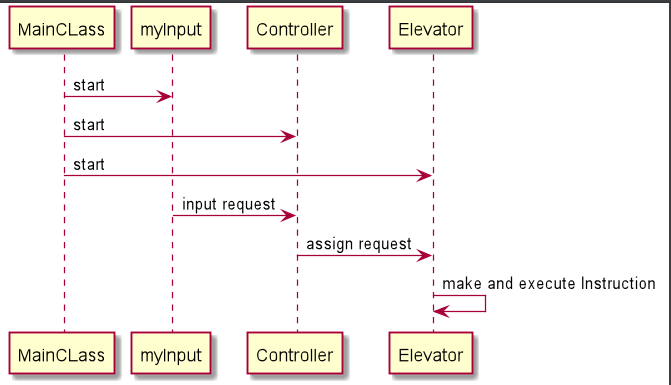 MainCLass myInput Controller Elevator
start
start
start
input request
assign request
make and execute Instruction
MainCLass myInput Controller Elevator